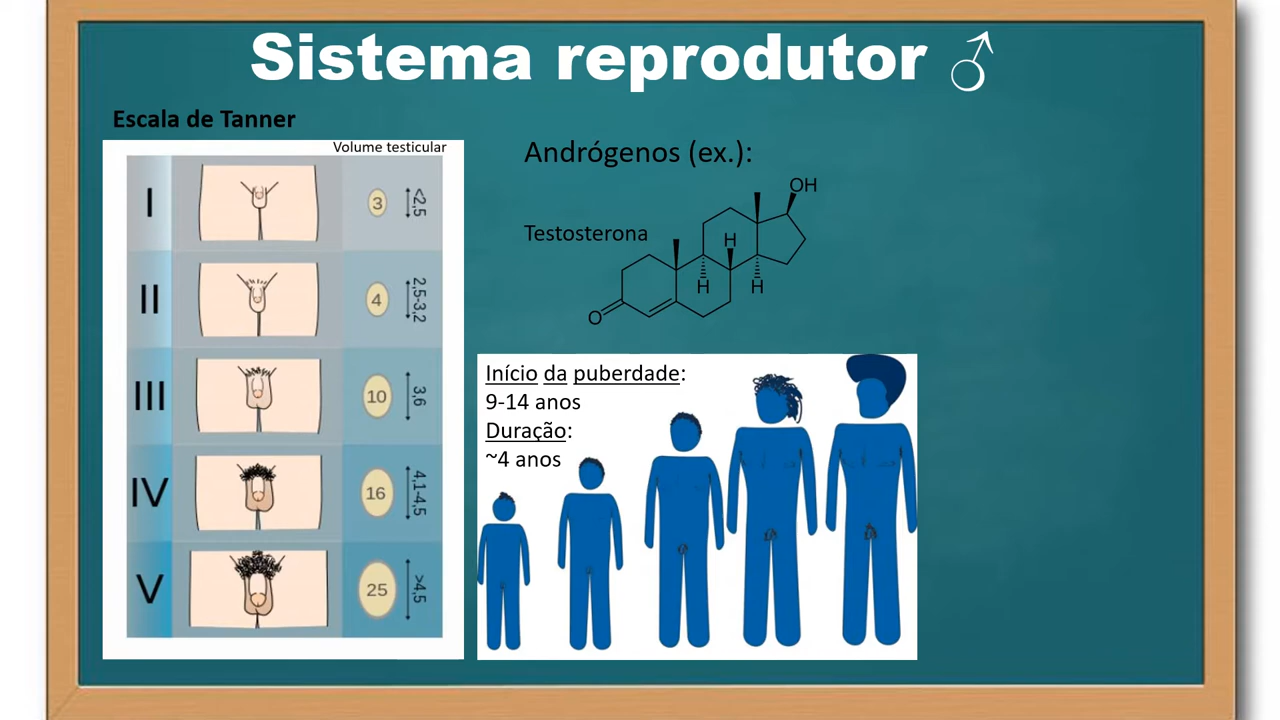 Sistema reprodutor ♂
Escala de Tanner
Volume testicular
I
3
<2,5
II
4
2,5-3,2
III
10
3,6
IV
16
4,1-4,5
V
25
>4,5
Andrógenos (ex.):
Testosterona
OH
H
H
H
O
Início da puberdade:
9-14 anos
Duração:
~4 anos